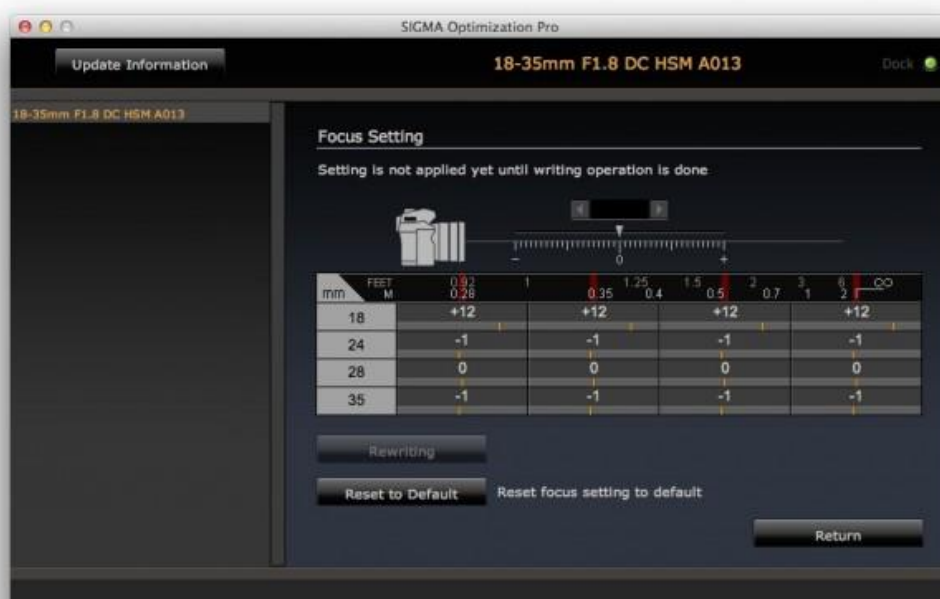 SIGMA Optimization Pro
Update Information
18-35mm F1.8 DC HSM A013
Dock
18-35mm F1.8 DC HSM A013
Focus Setting
Setting is not applied yet until writing operation is done
- 0 +
mm FEET 0.92 1 1.25 1.5 2 3 6 ∞
M 0.28 0.35 0.4 0.5 0.7 1 2
18 +12 +12 +12 +12
24 -1 -1 -1 -1
28 0 0 0 0
35 -1 -1 -1 -1
Rewriting
Reset to Default Reset focus setting to default
Return